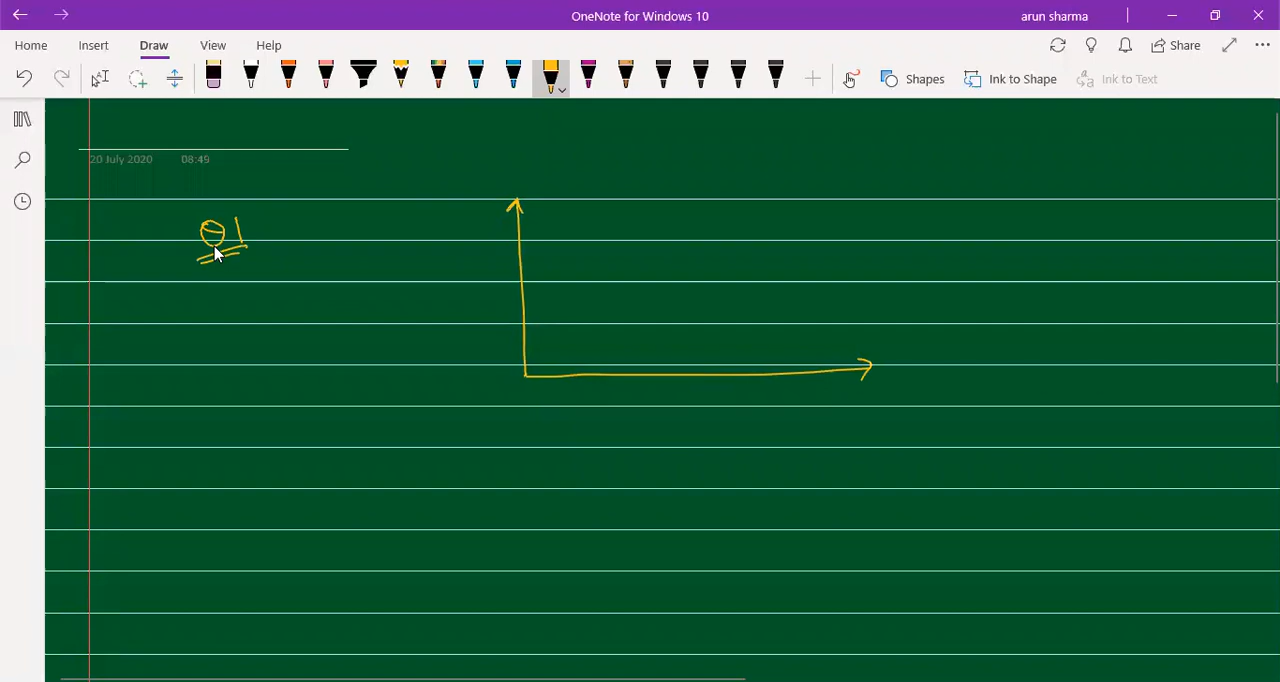 OneNote for Windows 10
arun sharma
Home Insert Draw View Help
Share
Shapes
Ink to Shape
Ink to Text
20 July 2020 08:49
θ1